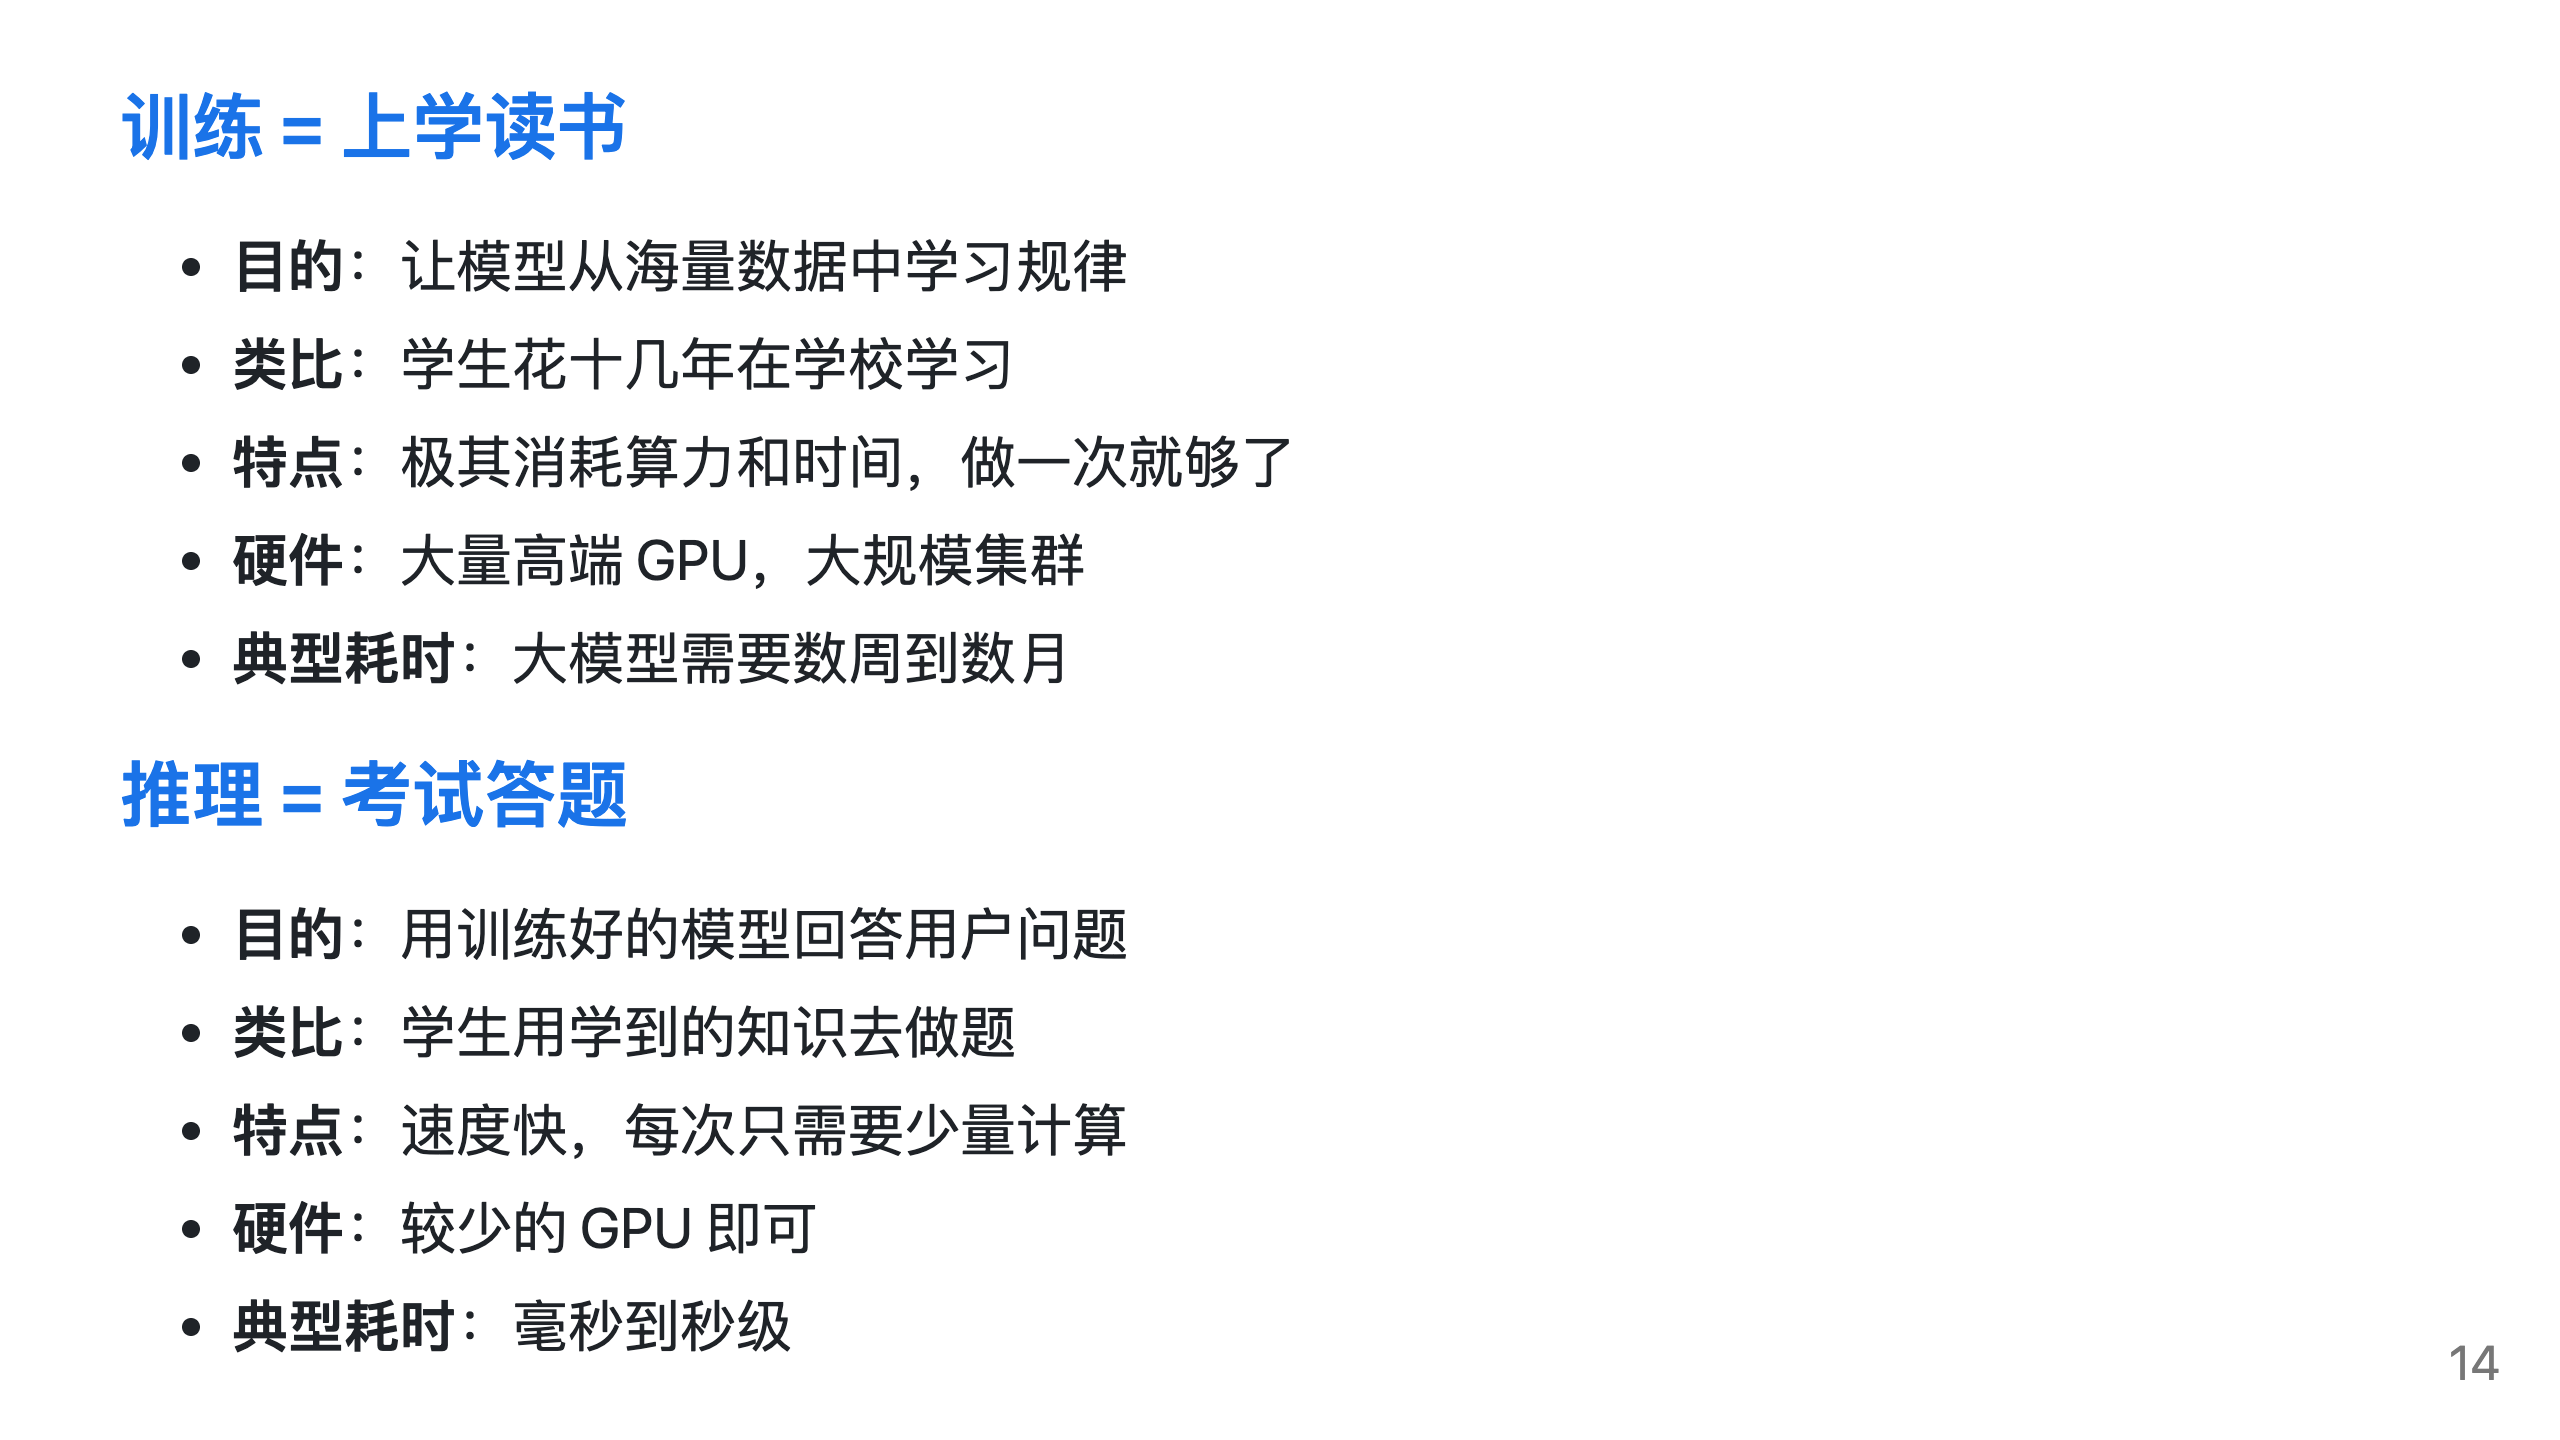 训练 = 上学读书
• 目的：让模型从海量数据中学习规律
• 类比：学生花十几年在学校学习
• 特点：极其消耗算力和时间，做一次就够了
• 硬件：大量高端 GPU，大规模集群
• 典型耗时：大模型需要数周到数月
推理 = 考试答题
• 目的：用训练好的模型回答用户问题
• 类比：学生用学到的知识去做题
• 特点：速度快，每次只需要少量计算
• 硬件：较少的 GPU 即可
• 典型耗时：毫秒到秒级
14